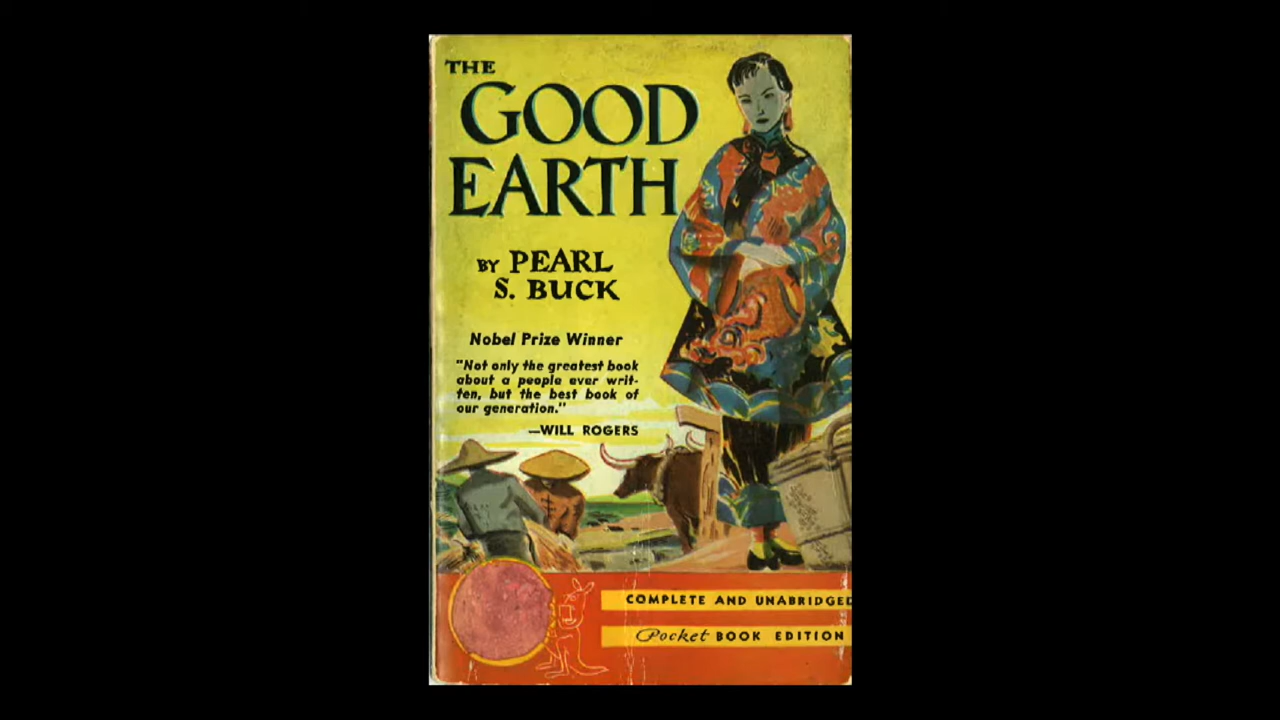 THE
GOOD
EARTH
BY PEARL
S. BUCK
Nobel Prize Winner
"Not only the greatest book
about a people ever writ-
ten, but the best book of
our generation."
—WILL ROGERS
COMPLETE AND UNABRIDGED
Pocket BOOK EDITION